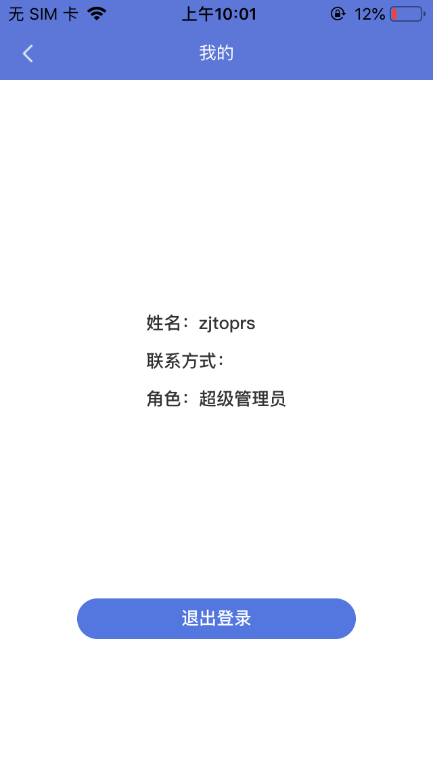 无 SIM 卡 上午10:01 12%
我的
姓名：zjtoprs
联系方式：
角色：超级管理员
退出登录